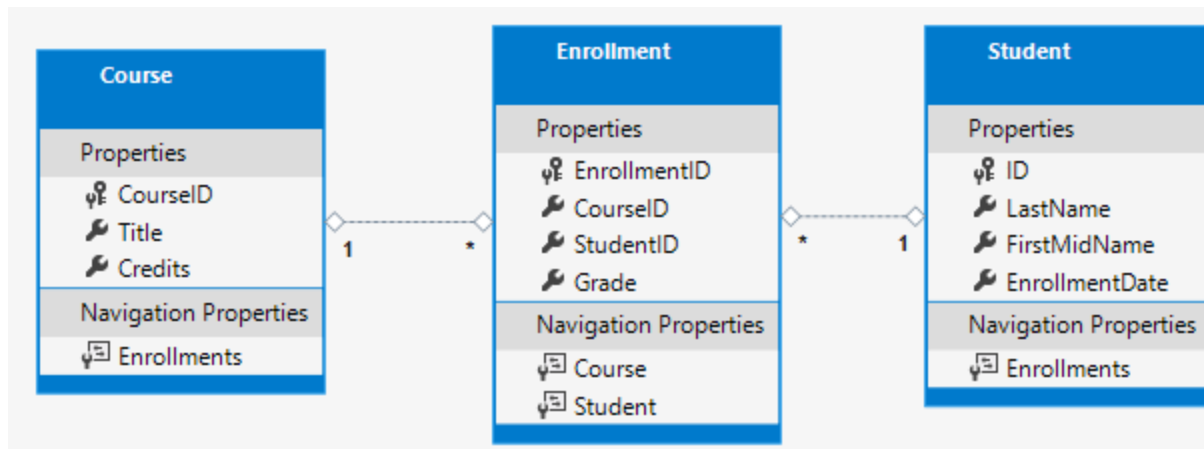 Course
Properties
CourseID
Title
Credits
Navigation Properties
Enrollments
1
*
Enrollment
Properties
EnrollmentID
CourseID
StudentID
Grade
Navigation Properties
Course
Student
*
1
Student
Properties
ID
LastName
FirstMidName
EnrollmentDate
Navigation Properties
Enrollments